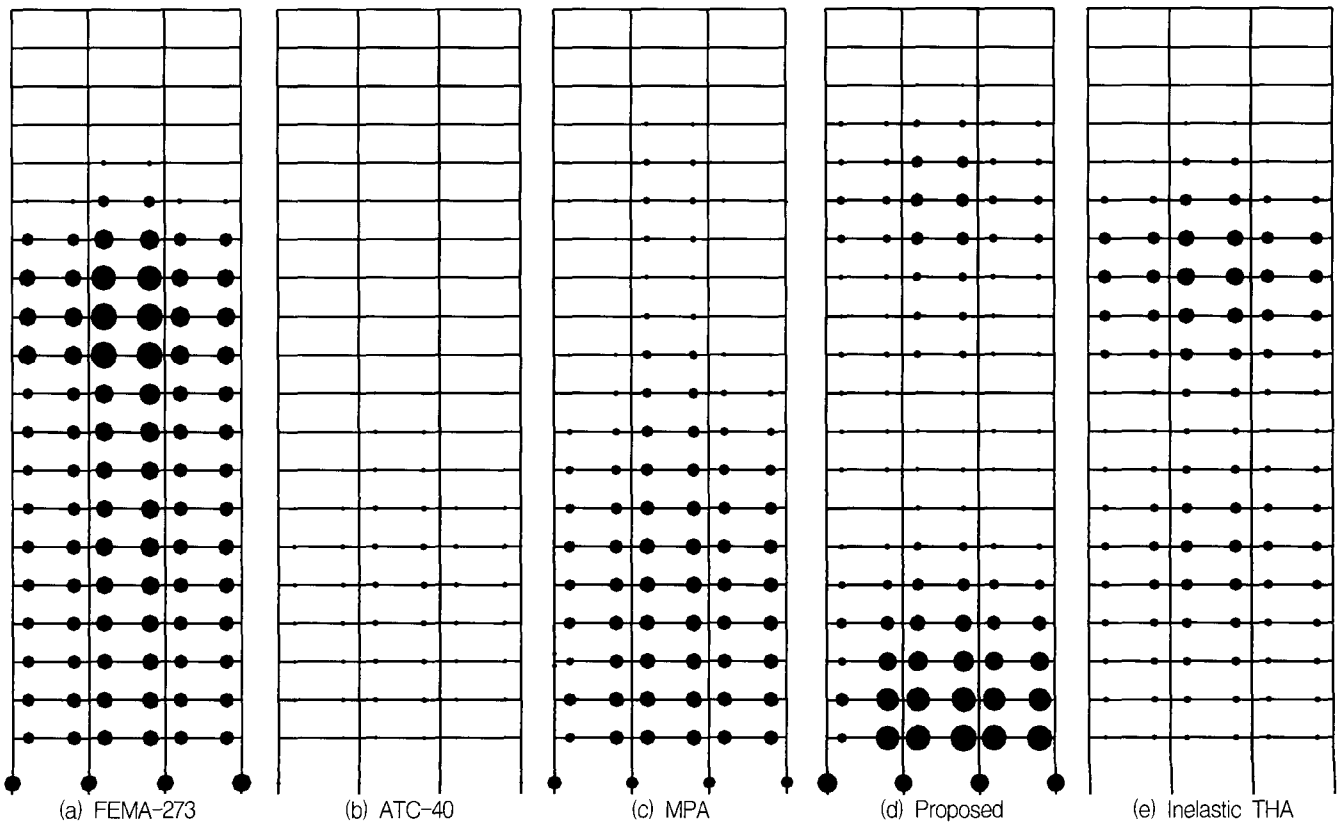 (a) FEMA-273
(b) ATC-40
(c) MPA
(d) Proposed
(e) Inelastic THA